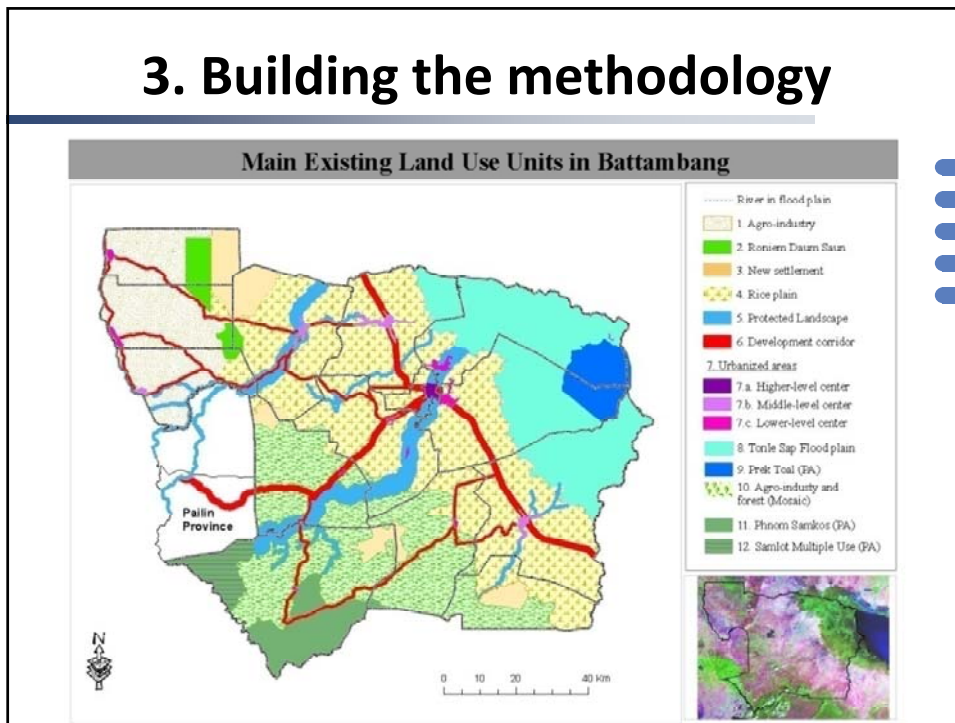 3. Building the methodology
Main Existing Land Use Units in Battambang
River in flood plain
1. Agro-industry
2. Roniem Daum Saun
3. New settlement
4. Rice plain
5. Protected Landscape
6. Development corridor
7. Urbanized areas
7.a. Higher-level center
7.b. Middle-level center
7.c. Lower-level center
8. Tonle Sap Flood plain
9. Prek Toal (PA)
10. Agro-industy and
forest (Mosaic)
11. Phnom Samkos (PA)
12. Samlot Multiple Use (PA)
Pailin
Province
N
0 10 20 40 Km